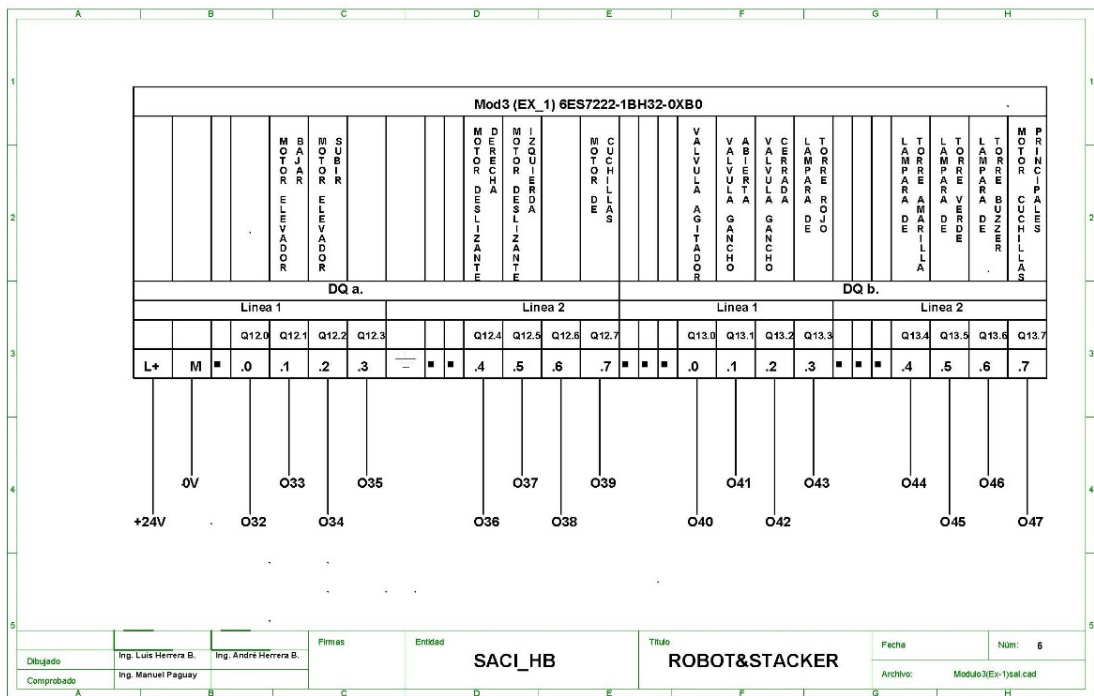 A B C D E F G H
Mod3 (EX_1) 6ES7222-1BH32-0XB0
MOTOR ELEVADOR BAJAR
MOTOR ELEVADOR SUBIR
MOTOR DESLIZANTE DERECHA
MOTOR DESLIZANTE IZQUIERDA
MOTOR DE CUCHILLAS
VALVULA AGITADOR
VALVULA GANCHO ABIERTA
VALVULA GANCHO CERRADA
LAMPARA DE TORRE ROJO
LAMPARA DE TORRE AMARILLA
LAMPARA DE TORRE VERDE
LAMPARA DE TORRE BUZZER
MOTOR CUCHILLAS PRINCIPALES
DQ a. DQ b.
Linea 1 Linea 2 Linea 1 Linea 2
Q12.0 Q12.1 Q12.2 Q12.3 Q12.4 Q12.5 Q12.6 Q12.7 Q13.0 Q13.1 Q13.2 Q13.3 Q13.4 Q13.5 Q13.6 Q13.7
L+ M .0 .1 .2 .3 .4 .5 .6 .7 .0 .1 .2 .3 .4 .5 .6 .7
0V O33 O35 O37 O39 O41 O43 O44 O46
+24V O32 O34 O36 O38 O40 O42 O45 O47
1 1
2 2
3 3
4 4
5 5
Dibujado Ing. Luis Herrera B. Ing. André Herrera B.
Comprobado Ing. Manuel Paguay
Firmas
Entidad
SACI_HB
Título
ROBOT&STACKER
Fecha Núm: 6
Archivo: Modulo3(Ex-1)sal.cad
A B C D E F G H